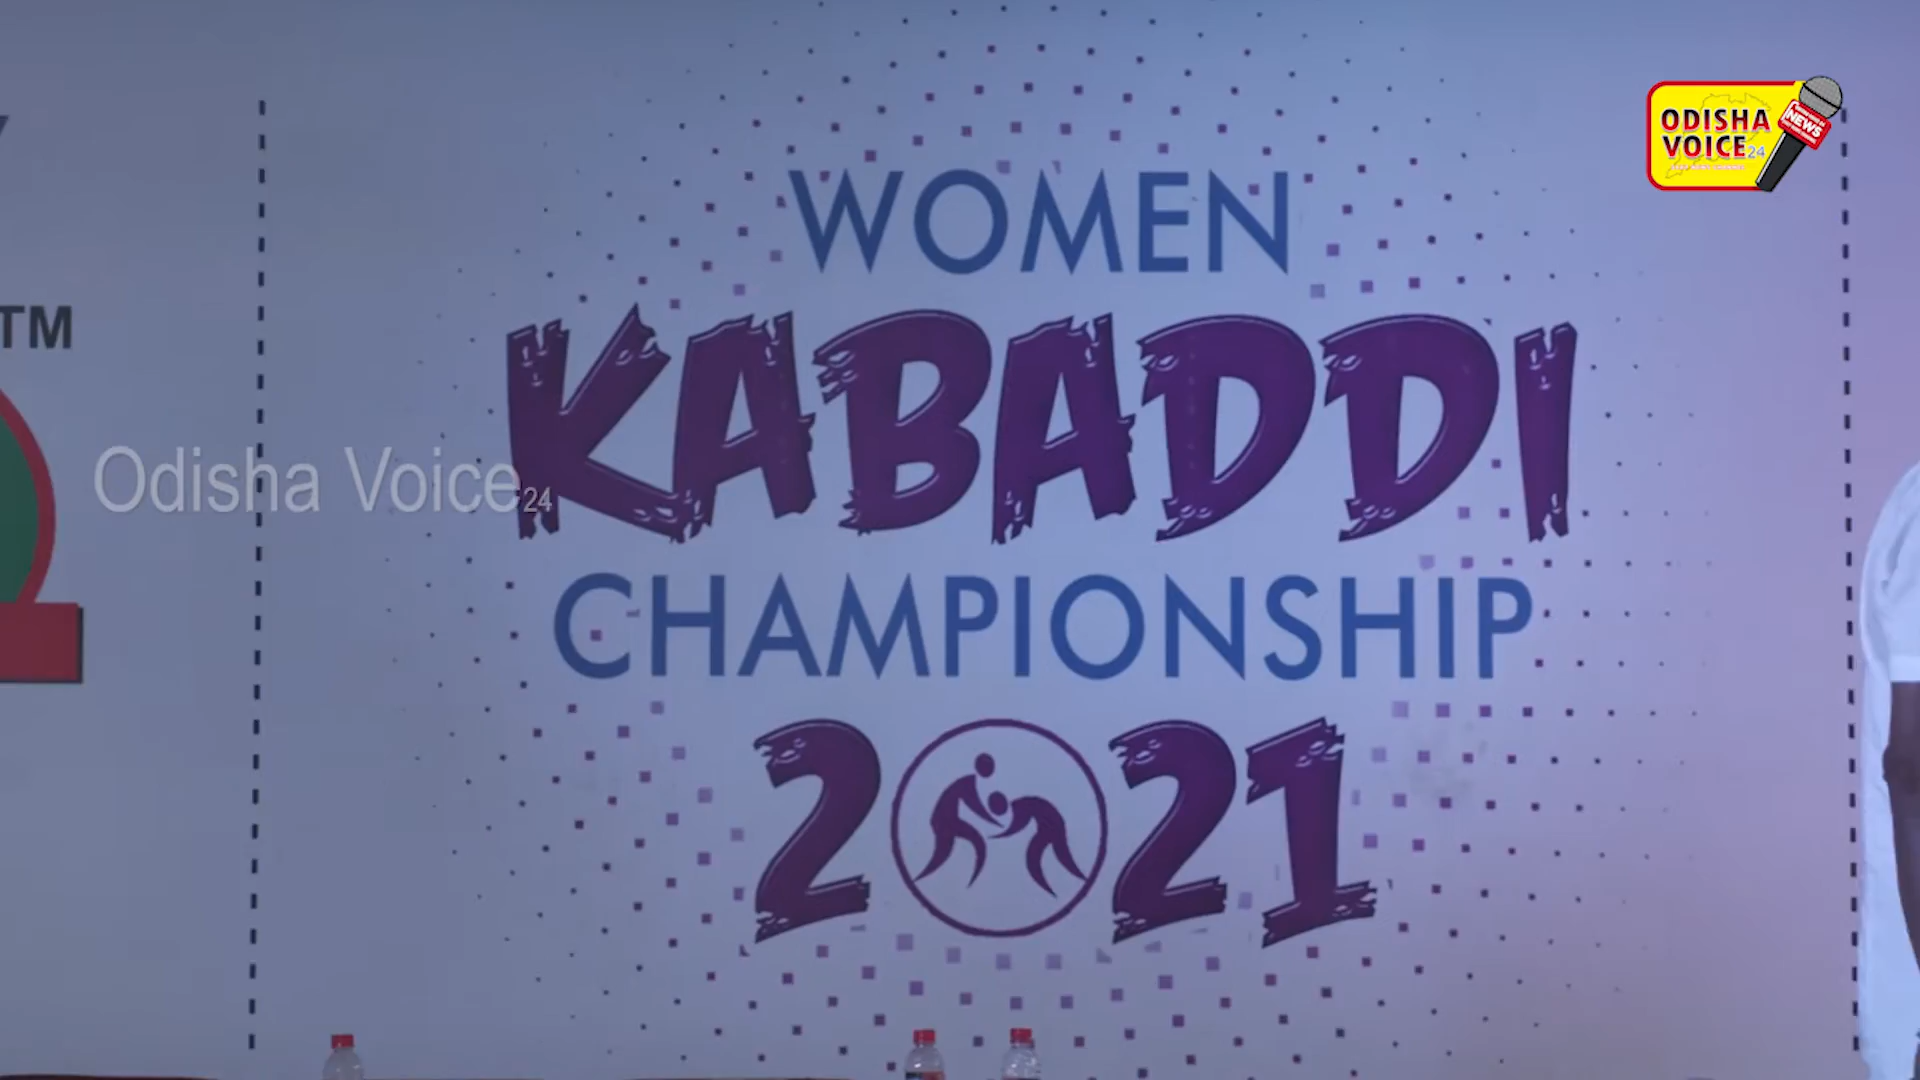 WOMEN
KABADDI
CHAMPIONSHIP
2021
TM
Odisha Voice24
ODISHA
VOICE24
NEWS